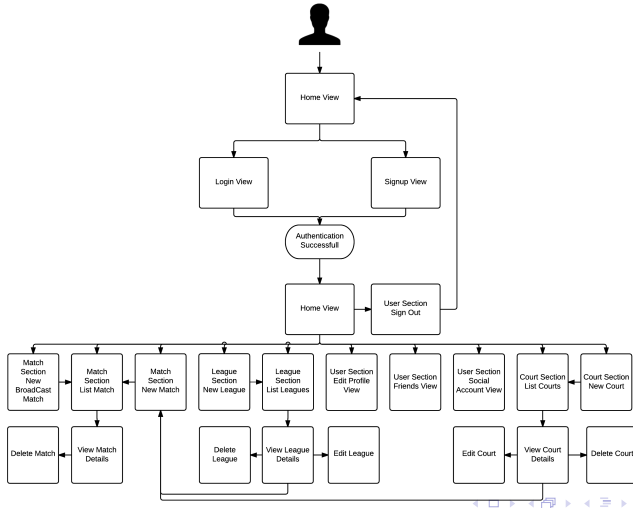 Home View
Login View
Signup View
Authentication
Successfull
Home View
User Section
Sign Out
Match
Section
New
BroadCast
Match
Match
Section
List Match
Match
Section
New Match
League
Section
New League
League
Section
List Leagues
User Section
Edit Profile
View
User Section
Friends View
User Section
Social
Account View
Court Section
List Courts
Court Section
New Court
Delete Match
View Match
Details
Delete
League
View League
Details
Edit League
Edit Court
View Court
Details
Delete Court